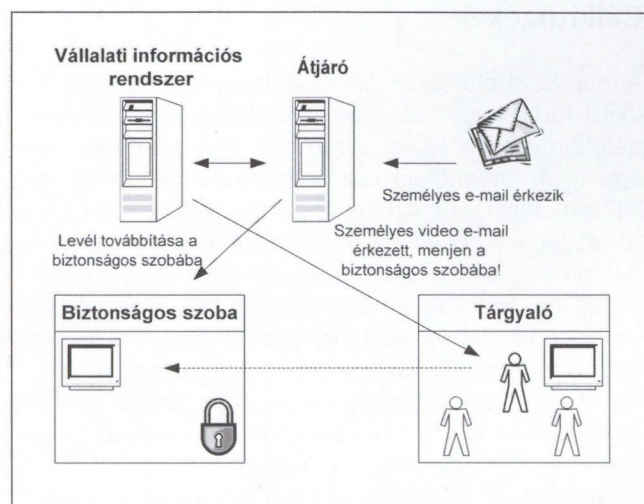 Vállalati információs
rendszer
Átjáró
Személyes e-mail érkezik
Levél továbbítása a
biztonságos szobába
Személyes video e-mail
érkezett, menjen a
biztonságos szobába!
Biztonságos szoba
Tárgyaló